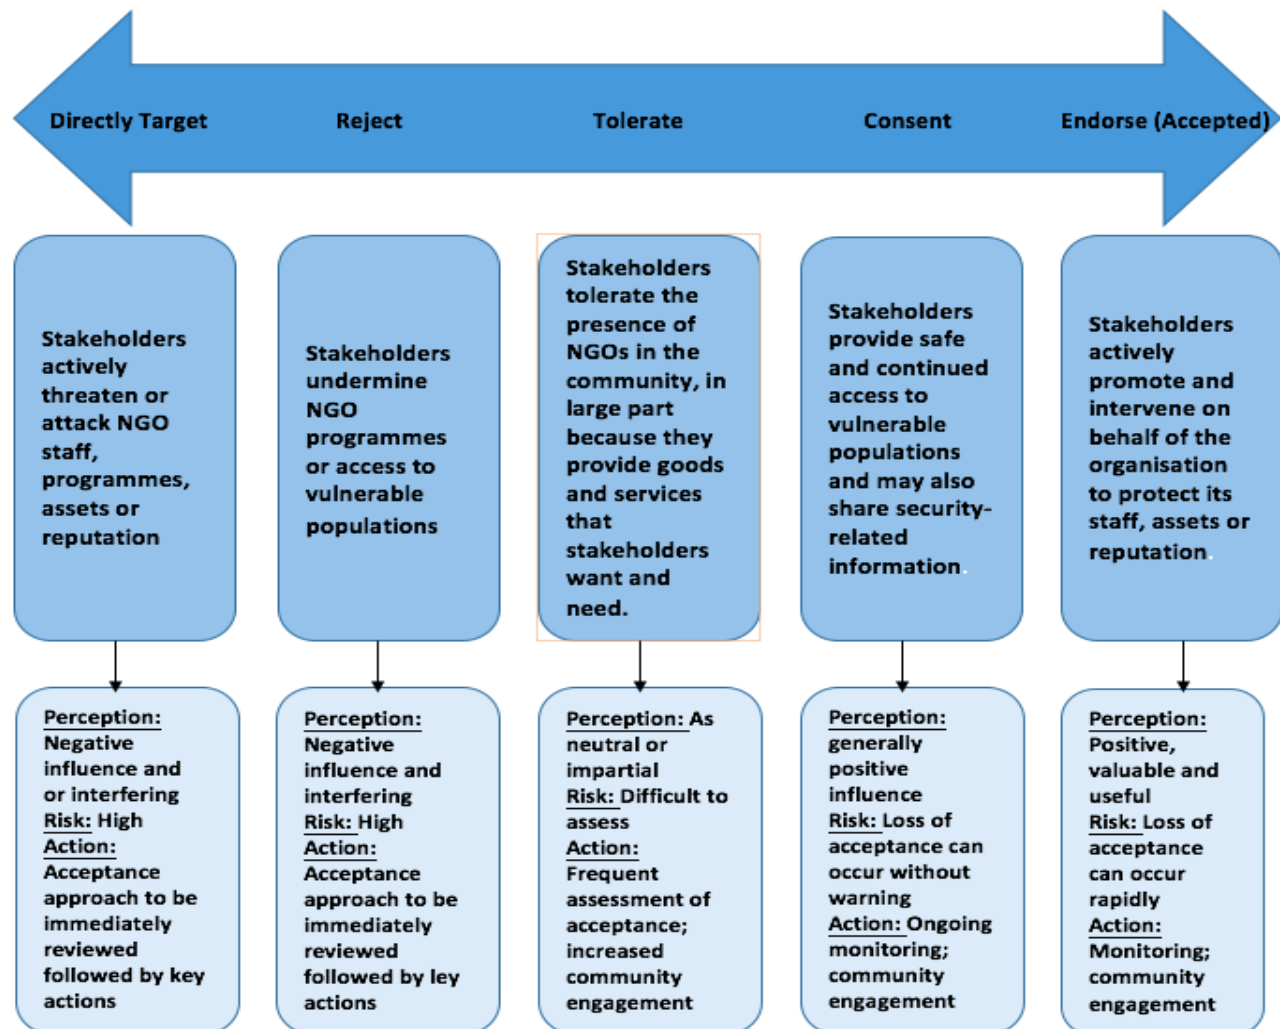 Directly Target
Reject
Tolerate
Consent
Endorse (Accepted)
Stakeholders
actively
threaten or
attack NGO
staff,
programmes,
assets or
reputation
Stakeholders
undermine
NGO
programmes
or access to
vulnerable
populations
Stakeholders
tolerate the
presence of
NGOs in the
community, in
large part
because they
provide goods
and services
that
stakeholders
want and
need.
Stakeholders
provide safe
and continued
access to
vulnerable
populations
and may also
share security-
related
information.
Stakeholders
actively
promote and
intervene on
behalf of the
organisation
to protect its
staff, assets or
reputation.
Perception:
Negative
influence and
or interfering
Risk: High
Action:
Acceptance
approach to be
immediately
reviewed
followed by key
actions
Perception:
Negative
influence and
interfering
Risk: High
Action:
Acceptance
approach to be
immediately
reviewed
followed by ley
actions
Perception: As
neutral or
impartial
Risk: Difficult to
assess
Action:
Frequent
assessment of
acceptance;
increased
community
engagement
Perception:
generally
positive
influence
Risk: Loss of
acceptance can
occur without
warning
Action: Ongoing
monitoring;
community
engagement
Perception:
Positive,
valuable and
useful
Risk: Loss of
acceptance
can occur
rapidly
Action:
Monitoring;
community
engagement